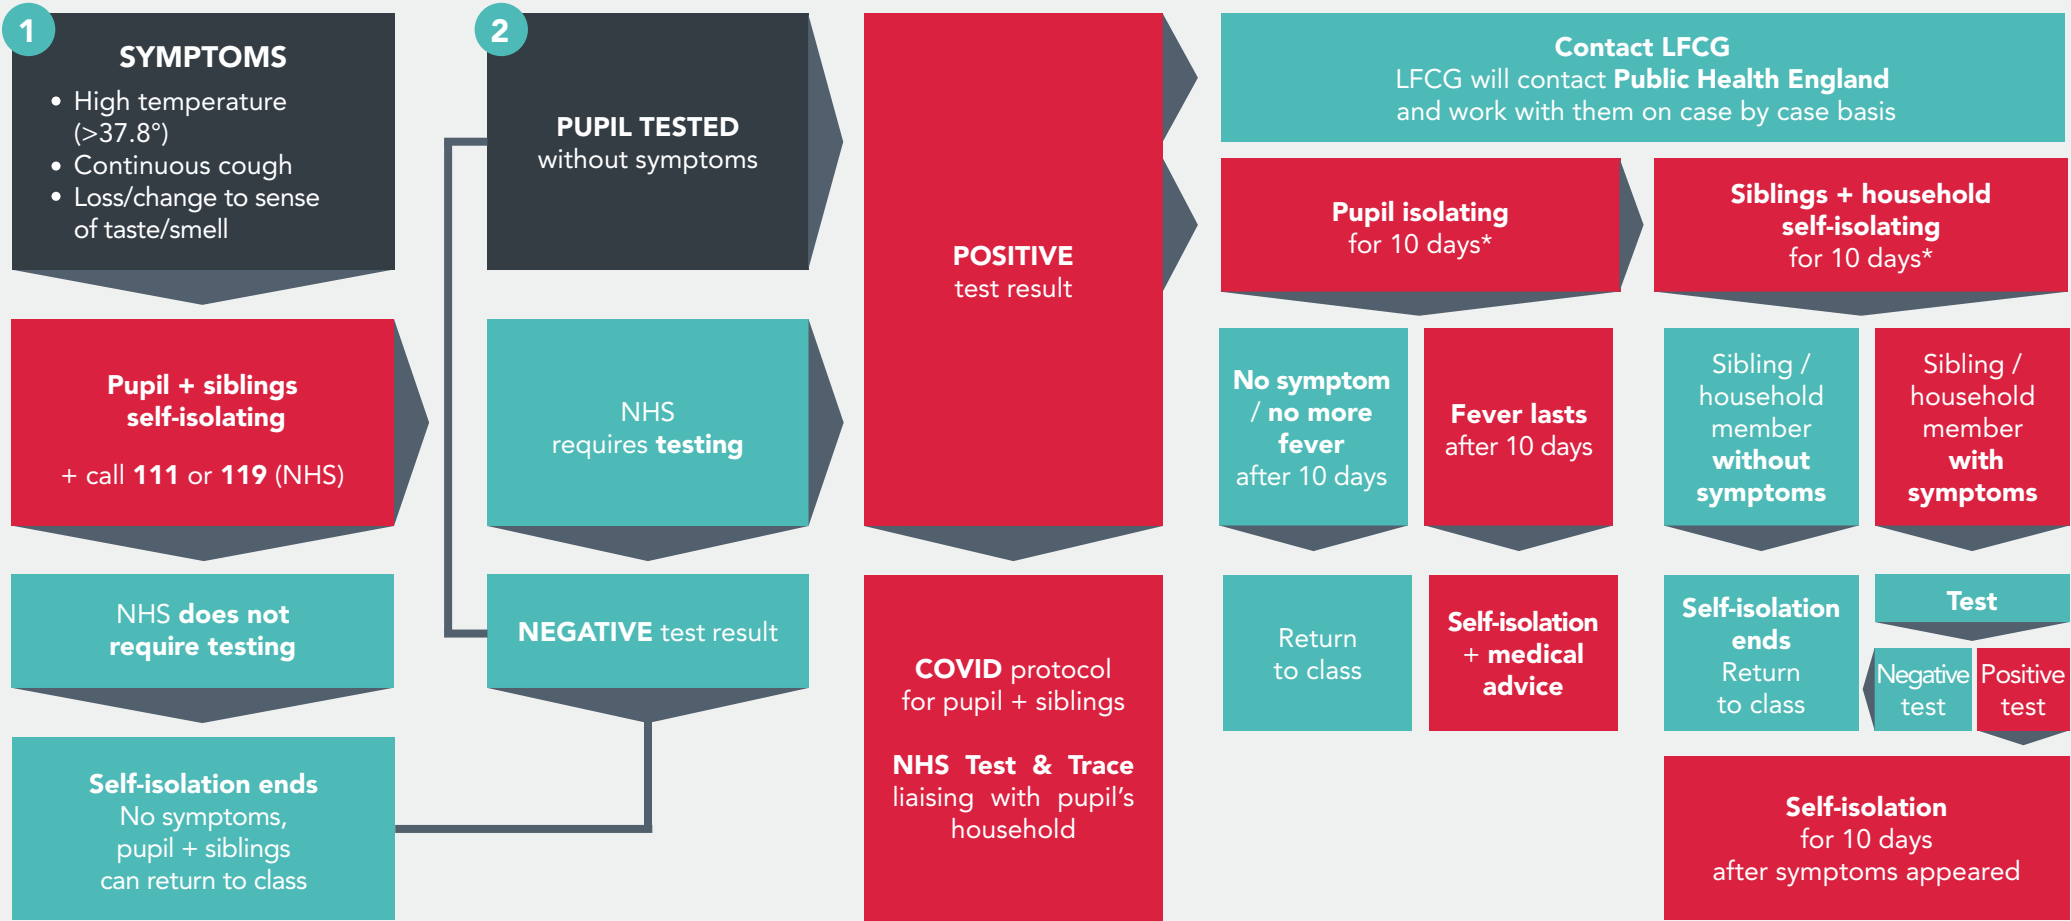 1
SYMPTOMS
• High temperature
(>37.8°)
• Continuous cough
• Loss/change to sense
of taste/smell
Pupil + siblings
self-isolating
+ call 111 or 119 (NHS)
NHS does not
require testing
Self-isolation ends
No symptoms,
pupil + siblings
can return to class
2
PUPIL TESTED
without symptoms
NHS
requires testing
NEGATIVE test result
POSITIVE
test result
COVID protocol
for pupil + siblings
NHS Test & Trace
liaising with pupil’s
household
Contact LFCG
LFCG will contact Public Health England
and work with them on case by case basis
Pupil isolating
for 10 days*
No symptom
/ no more
fever
after 10 days
Return
to class
Fever lasts
after 10 days
Self-isolation
+ medical
advice
Siblings + household
self-isolating
for 10 days*
Sibling /
household
member
without
symptoms
Self-isolation
ends
Return
to class
Sibling /
household
member
with
symptoms
Test
Negative
test
Positive
test
Self-isolation
for 10 days
after symptoms appeared